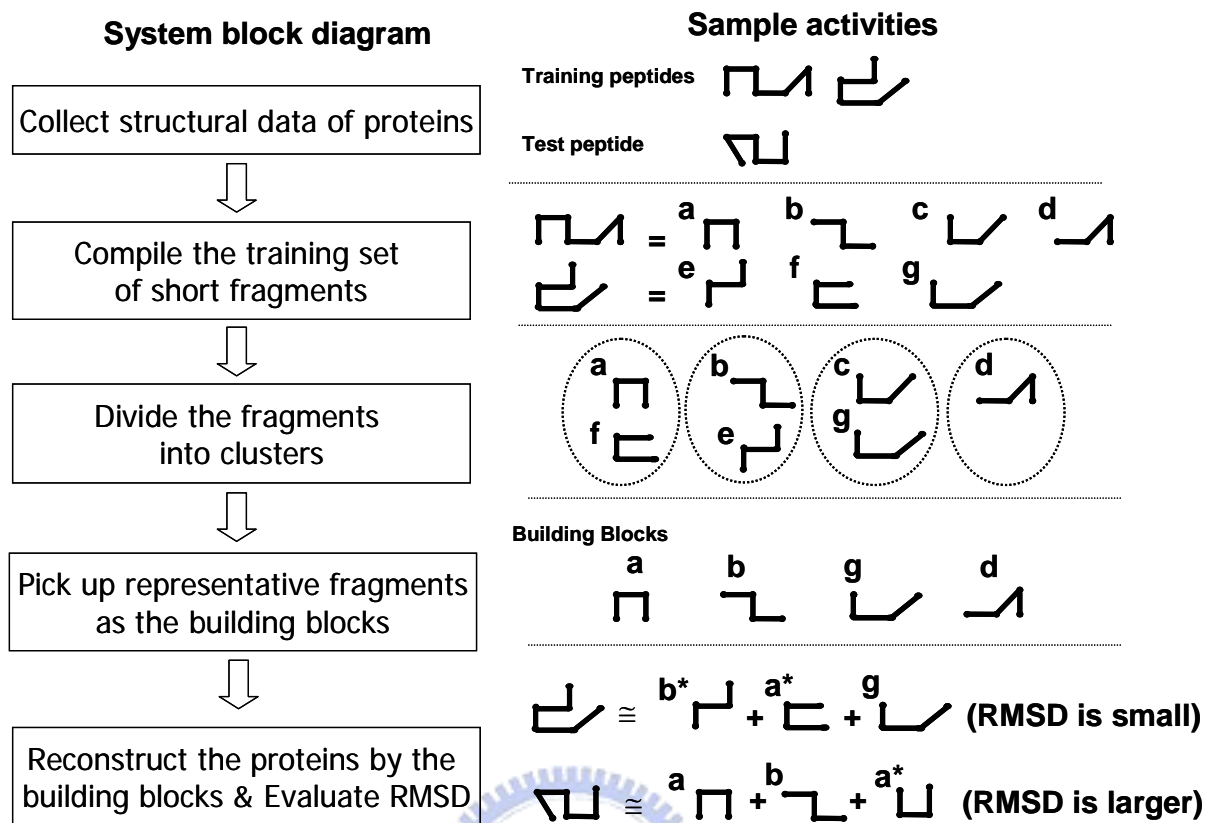 System block diagram
Collect structural data of proteins
Compile the training set
of short fragments
Divide the fragments
into clusters
Pick up representative fragments
as the building blocks
Reconstruct the proteins by the
building blocks & Evaluate RMSD
Sample activities
Training peptides
Test peptide
= a b c d
= e f g
a b c d
f e g
Building Blocks
a b g d
≅ b* + a* + g (RMSD is small)
≅ a + b + a* (RMSD is larger)